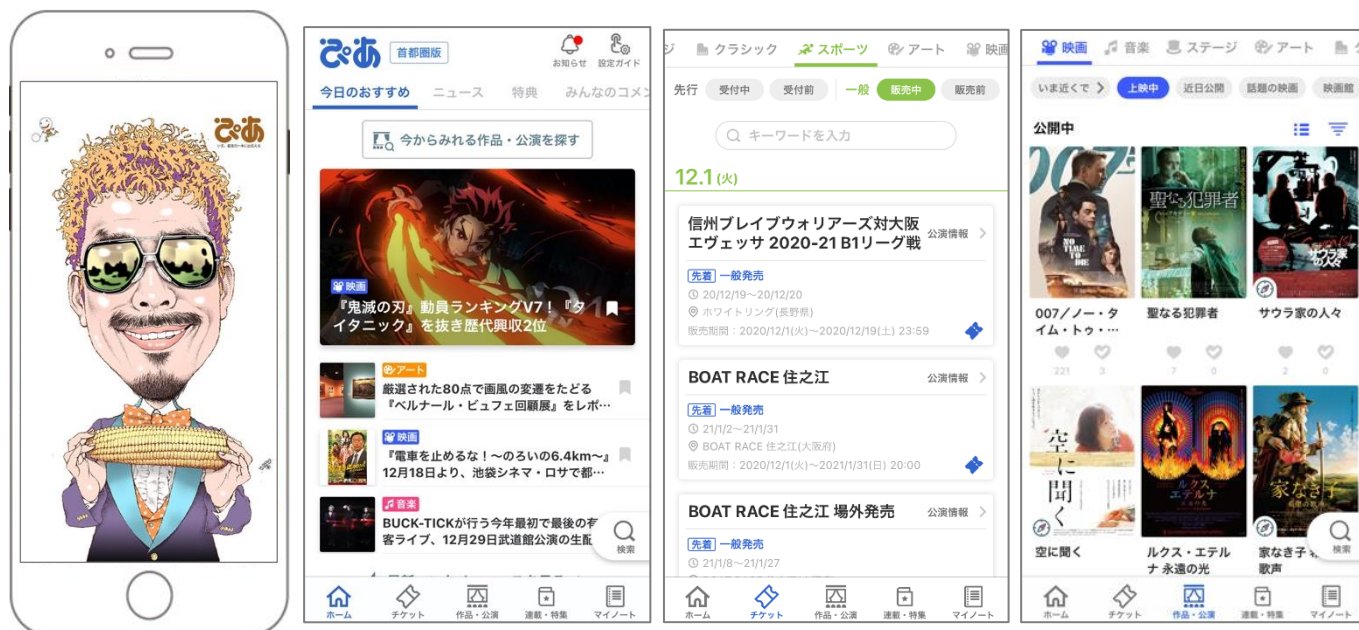 ぴあ
ぴあ
首都圏版
お知らせ
設定ガイド
今日のおすすめ
ニュース
特典
みんなのコメン
今からみれる作品・公演を探す
映画
『鬼滅の刃』動員ランキングV7！『タ
イタニック』を抜き歴代興収2位
アート
厳選された80点で画風の変遷をたどる
『ベルナール・ビュフェ回顧展』をレポ…
映画
『電車を止めるな！〜のろいの6.4km〜』
12月18日より、池袋シネマ・ロサで都…
音楽
BUCK-TICKが行う今年最初で最後の有
客ライブ、12月29日武道館公演の生配
検索
ホーム
チケット
作品・公演
連載・特集
マイノート
ジ
クラシック
スポーツ
アート
映画
先行
受付中
受付前
一般
販売中
販売前
キーワードを入力
12.1(火)
信州ブレイブウォリアーズ対大阪
エヴェッサ 2020-21 B1リーグ戦
公演情報
先着 一般発売
20/12/19〜20/12/20
ホワイトリング(長野県)
販売期間：2020/12/1(火)〜2020/12/19(土) 23:59
BOAT RACE 住之江
公演情報
先着 一般発売
21/1/2〜21/1/31
BOAT RACE 住之江(大阪府)
販売期間：2020/12/1(火)〜2021/1/31(日) 20:00
BOAT RACE 住之江 場外発売
公演情報
先着 一般発売
21/1/8〜21/1/27
ホーム
チケット
作品・公演
連載・特集
マイノート
映画
音楽
ステージ
アート
いま近くで
上映中
近日公開
話題の映画
映画館
公開中
007
NO
TIME
TO
DIE
聖なる犯罪者
サウラ家
の人々
007／ノー・タ
イム・トゥ・…
聖なる犯罪者
サウラ家の人々
221
3
7
0
2
0
空に聞く
ルクス
エテルナ
家なき子
空に聞く
ルクス・エテル
ナ 永遠の光
家なき子 希
歌声
検索
ホーム
チケット
作品・公演
連載・特集
マイノート